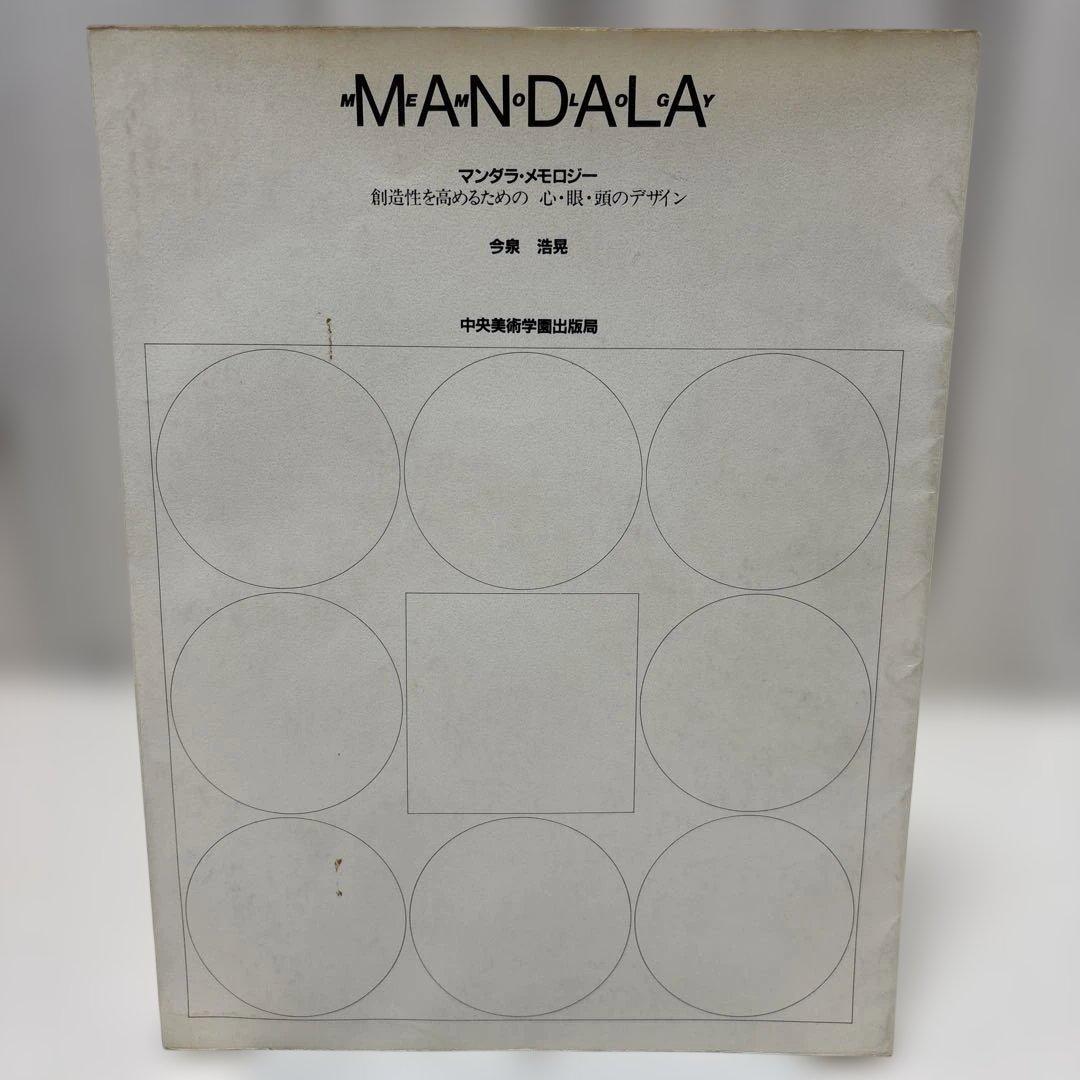 MANDALA
MEMOLOGY
マンダラ・メモロジー
創造性を高めるための 心・眼・頭のデザイン
今泉 浩晃
中央美術学園出版局